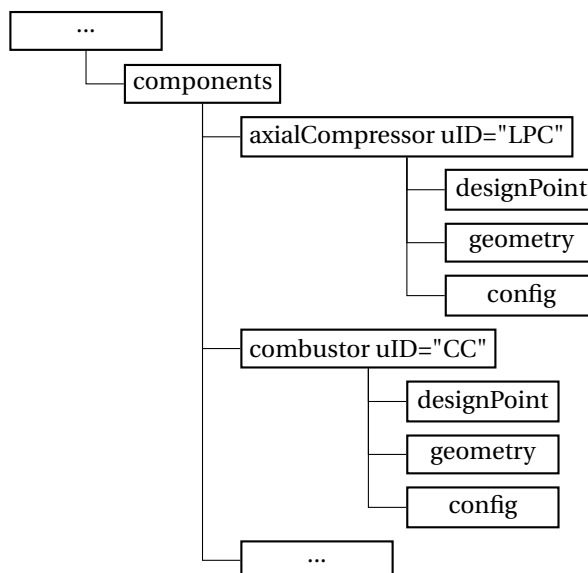 ...
components
axialCompressor uID="LPC"
designPoint
geometry
config
combustor uID="CC"
designPoint
geometry
config
...